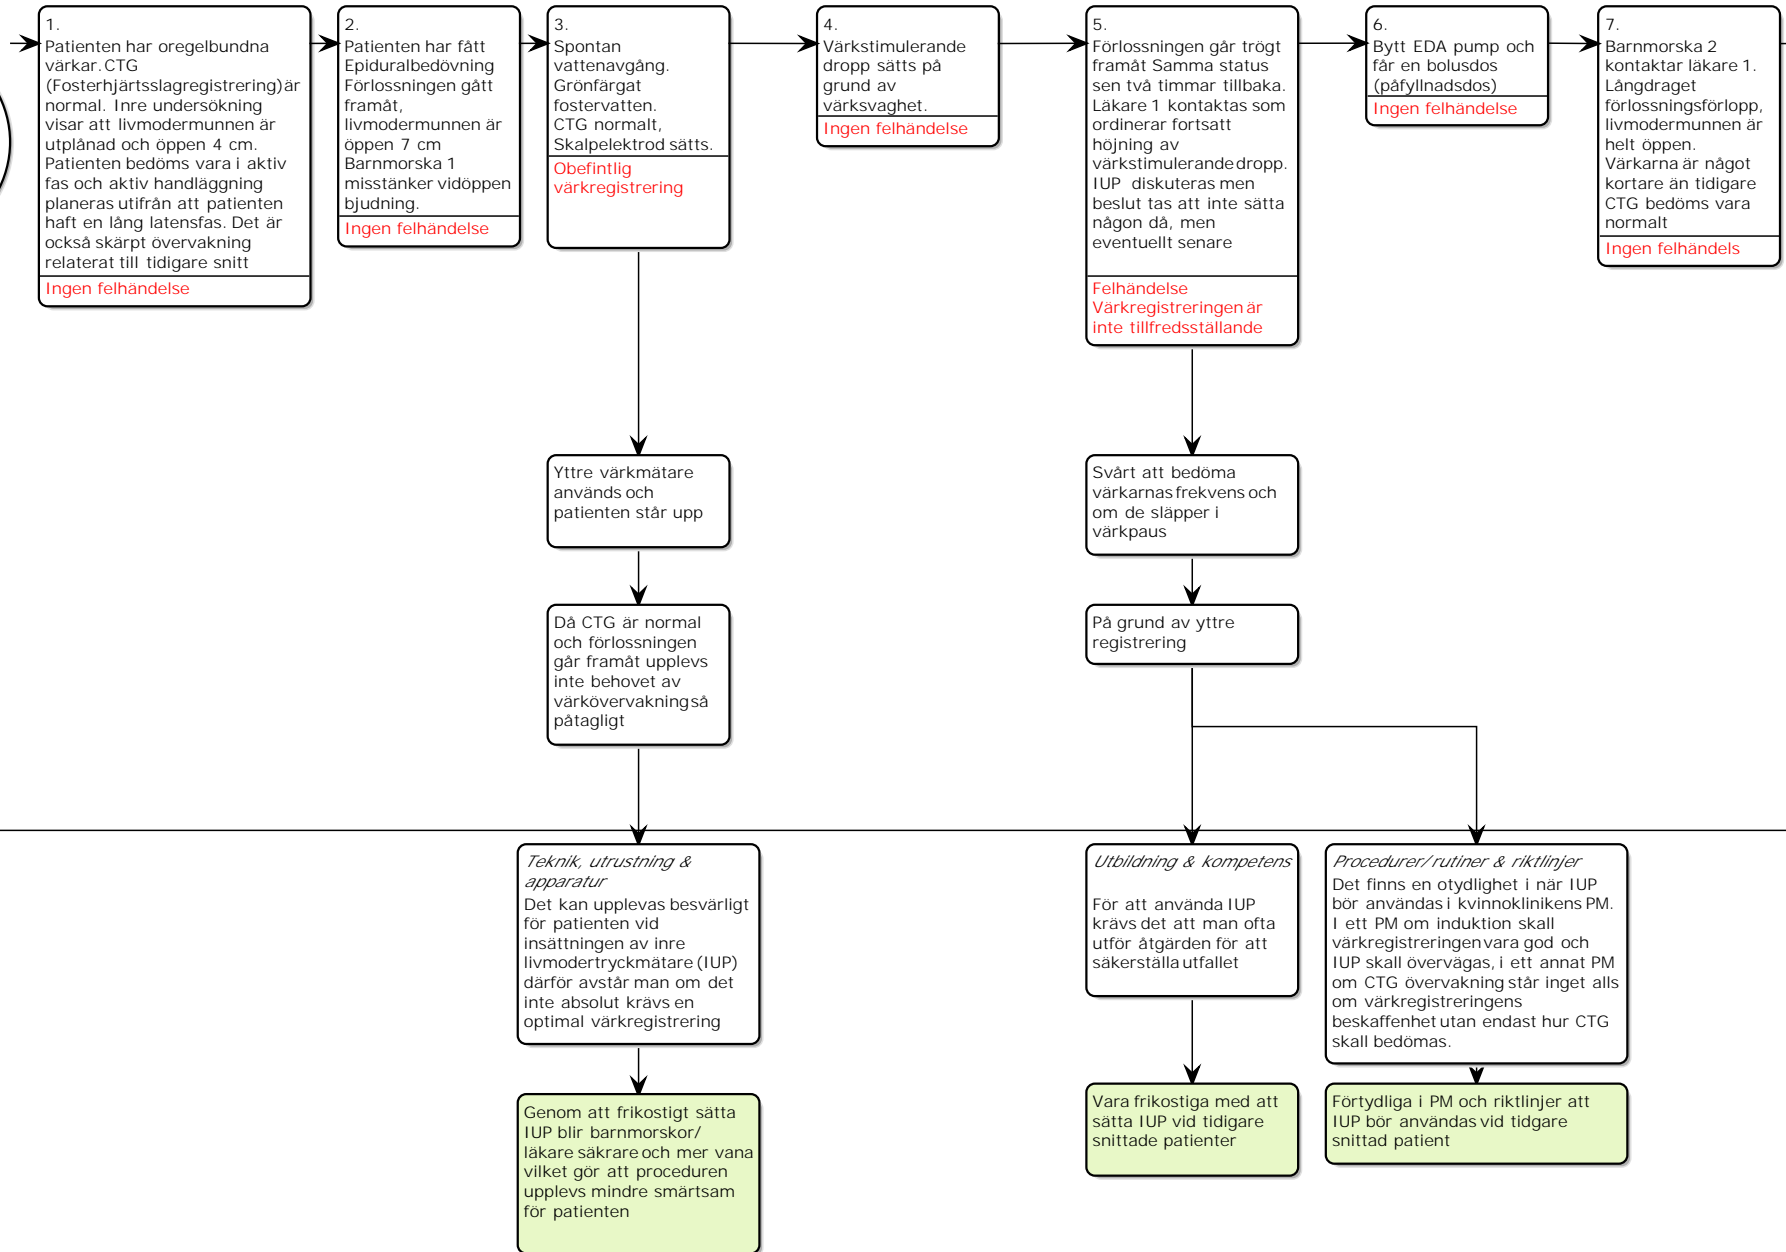 1.
Patienten har oregelbundna
värkar. CTG
(Fosterhjärtsslagregistrering) är
normal. Inre undersökning
visar att livmodermunnen är
utplånad och öppen 4 cm.
Patienten bedöms vara i aktiv
fas och aktiv handläggning
planeras utifrån att patienten
haft en lång latensfas. Det är
också skärpt övervakning
relaterat till tidigare snitt
Ingen felhändelse
2.
Patienten har fått
Epiduralbedövning
Förlossningen gått
framåt,
livmodermunnen är
öppen 7 cm
Barnmorska 1
misstänker vidöppen
bjudning.
Ingen felhändelse
3.
Spontan
vattenavgång.
Grönfärgat
fostervatten.
CTG normalt,
Skalpelektrod sätts.
Obefintlig
värkregistrering
4.
Värkstimulerande
dropp sätts på
grund av
värksvaghet.
Ingen felhändelse
5.
Förlossningen går trögt
framåt Samma status
sen två timmar tillbaka.
Läkare 1 kontaktas som
ordinerar fortsatt
höjning av
värkstimulerande dropp.
IUP diskuteras men
beslut tas att inte sätta
någon då, men
eventuellt senare
Felhändelse
Värkregistreringen är
inte tillfredsställande
6.
Bytt EDA pump och
får en bolusdos
(påfyllnadsdos)
Ingen felhändelse
7.
Barnmorska 2
kontaktar läkare 1.
Långdraget
förlossningsförlopp,
livmodermunnen är
helt öppen.
Värkarna är något
kortare än tidigare
CTG bedöms vara
normalt
Ingen felhändels
Yttre värkmätare
används och
patienten står upp
Svårt att bedöma
värkarnas frekvens och
om de släpper i
värkpaus
Då CTG är normal
och förlossningen
går framåt upplevs
inte behovet av
värkövervakning så
påtagligt
På grund av yttre
registrering
Teknik, utrustning &
apparatur
Det kan upplevas besvärligt
för patienten vid
insättningen av inre
livmodertryckmätare (IUP)
därför avstår man om det
inte absolut krävs en
optimal värkregistrering
Utbildning & kompetens
För att använda IUP
krävs det att man ofta
utför åtgärden för att
säkerställa utfallet
Procedurer/rutiner & riktlinjer
Det finns en otydlighet i när IUP
bör användas i kvinnoklinikens PM.
I ett PM om induktion skall
värkregistreringen vara god och
IUP skall övervägas, i ett annat PM
om CTG övervakning står inget alls
om värkregistreringens
beskaffenhet utan endast hur CTG
skall bedömas.
Genom att frikostigt sätta
IUP blir barnmorskor/
läkare säkrare och mer vana
vilket gör att proceduren
upplevs mindre smärtsam
för patienten
Vara frikostiga med att
sätta IUP vid tidigare
snittade patienter
Förtydliga i PM och riktlinjer att
IUP bör användas vid tidgare
snittad patient